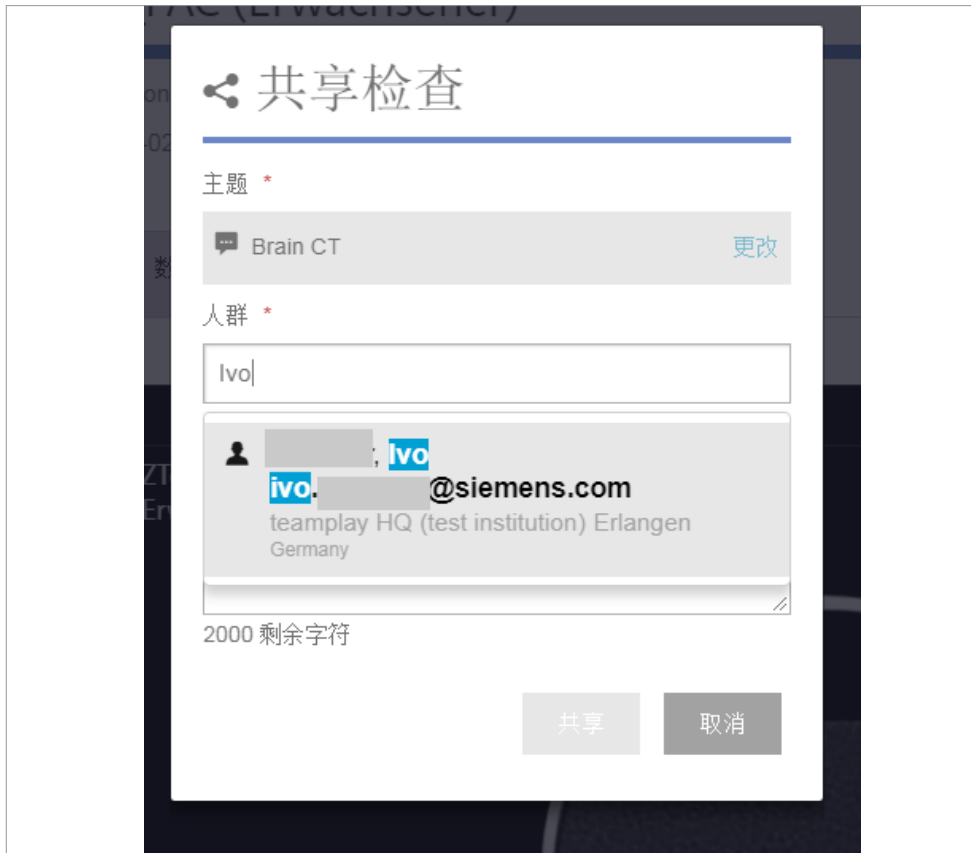 (Erwachsener)
共享检查
主题 *
Brain CT
更改
人群 *
Ivo
, Ivo
ivo. @siemens.com
teamplay HQ (test institution) Erlangen
Germany
2000 剩余字符
共享
取消